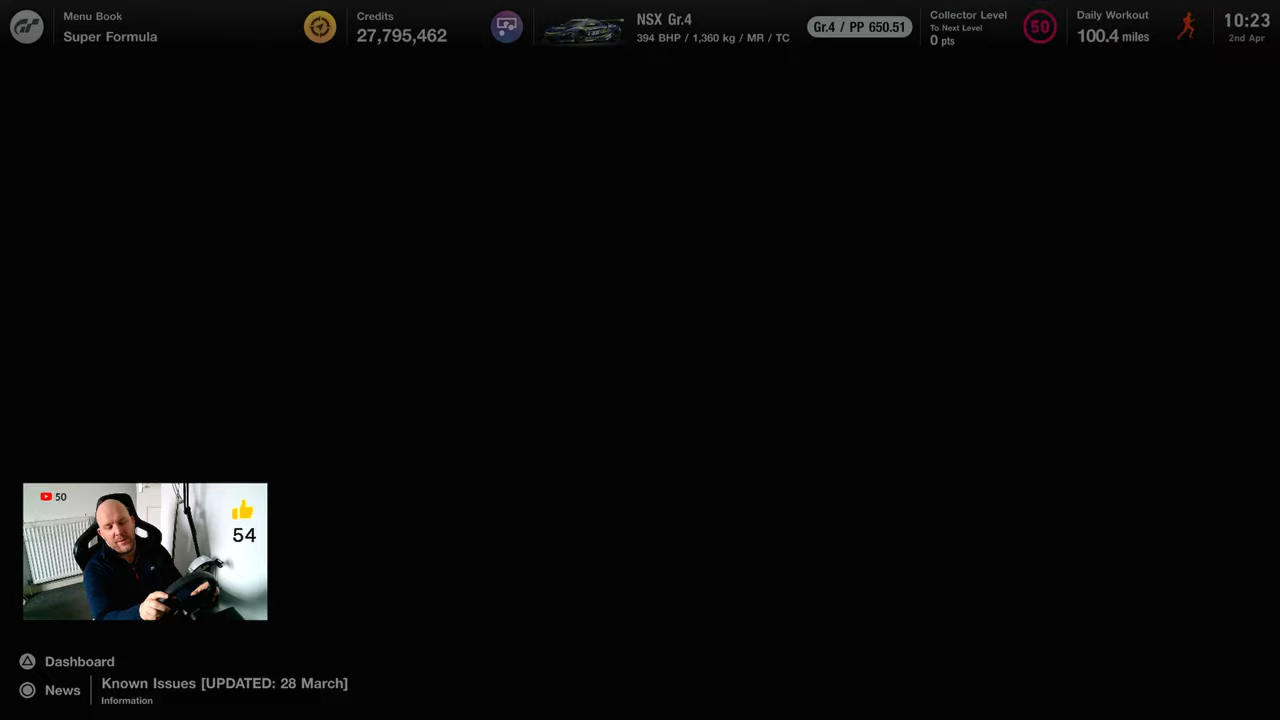 Menu Book
Super Formula
Credits
27,795,462
NSX Gr.4
394 BHP / 1,360 kg / MR / TC
Gr.4 / PP 650.51
Collector Level
To Next Level
0 pts
50
Daily Workout
100.4 miles
10:23
2nd Apr
50
54
Dashboard
News
Known Issues [UPDATED: 28 March]
Information